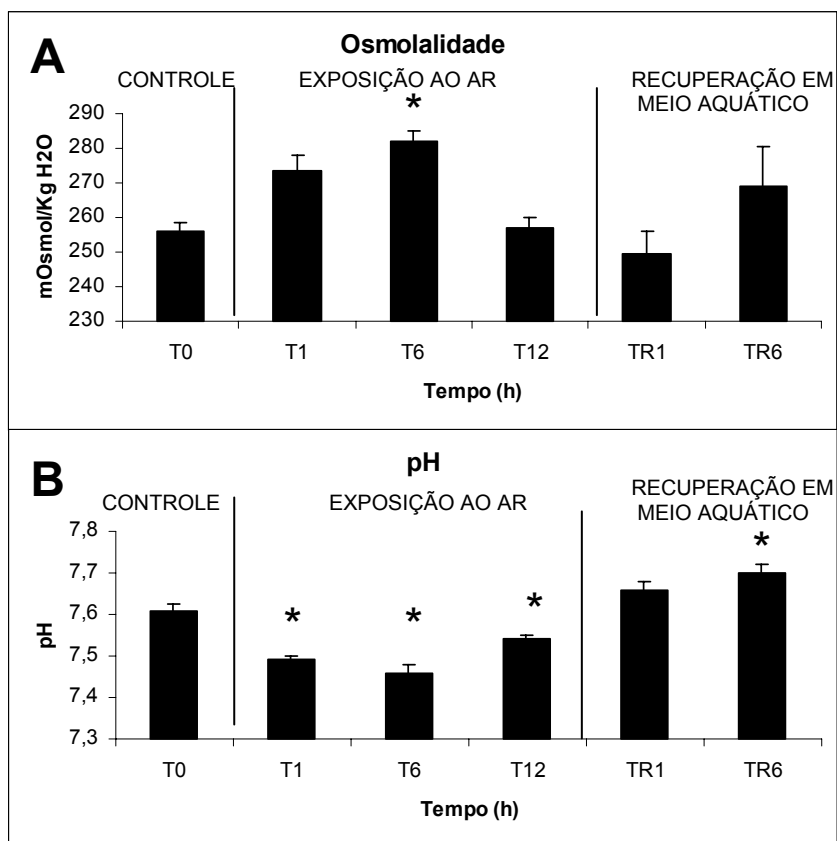 A
Osmolalidade
CONTROLE
EXPOSIÇÃO AO AR
RECUPERAÇÃO EM
MEIO AQUÁTICO
*
mOsmol/Kg H2O
290
280
270
260
250
240
230
T0
T1
T6
T12
TR1
TR6
Tempo (h)
B
pH
CONTROLE
EXPOSIÇÃO AO AR
RECUPERAÇÃO EM
MEIO AQUÁTICO
* * * *
pH
7,8
7,7
7,6
7,5
7,4
7,3
T0
T1
T6
T12
TR1
TR6
Tempo (h)